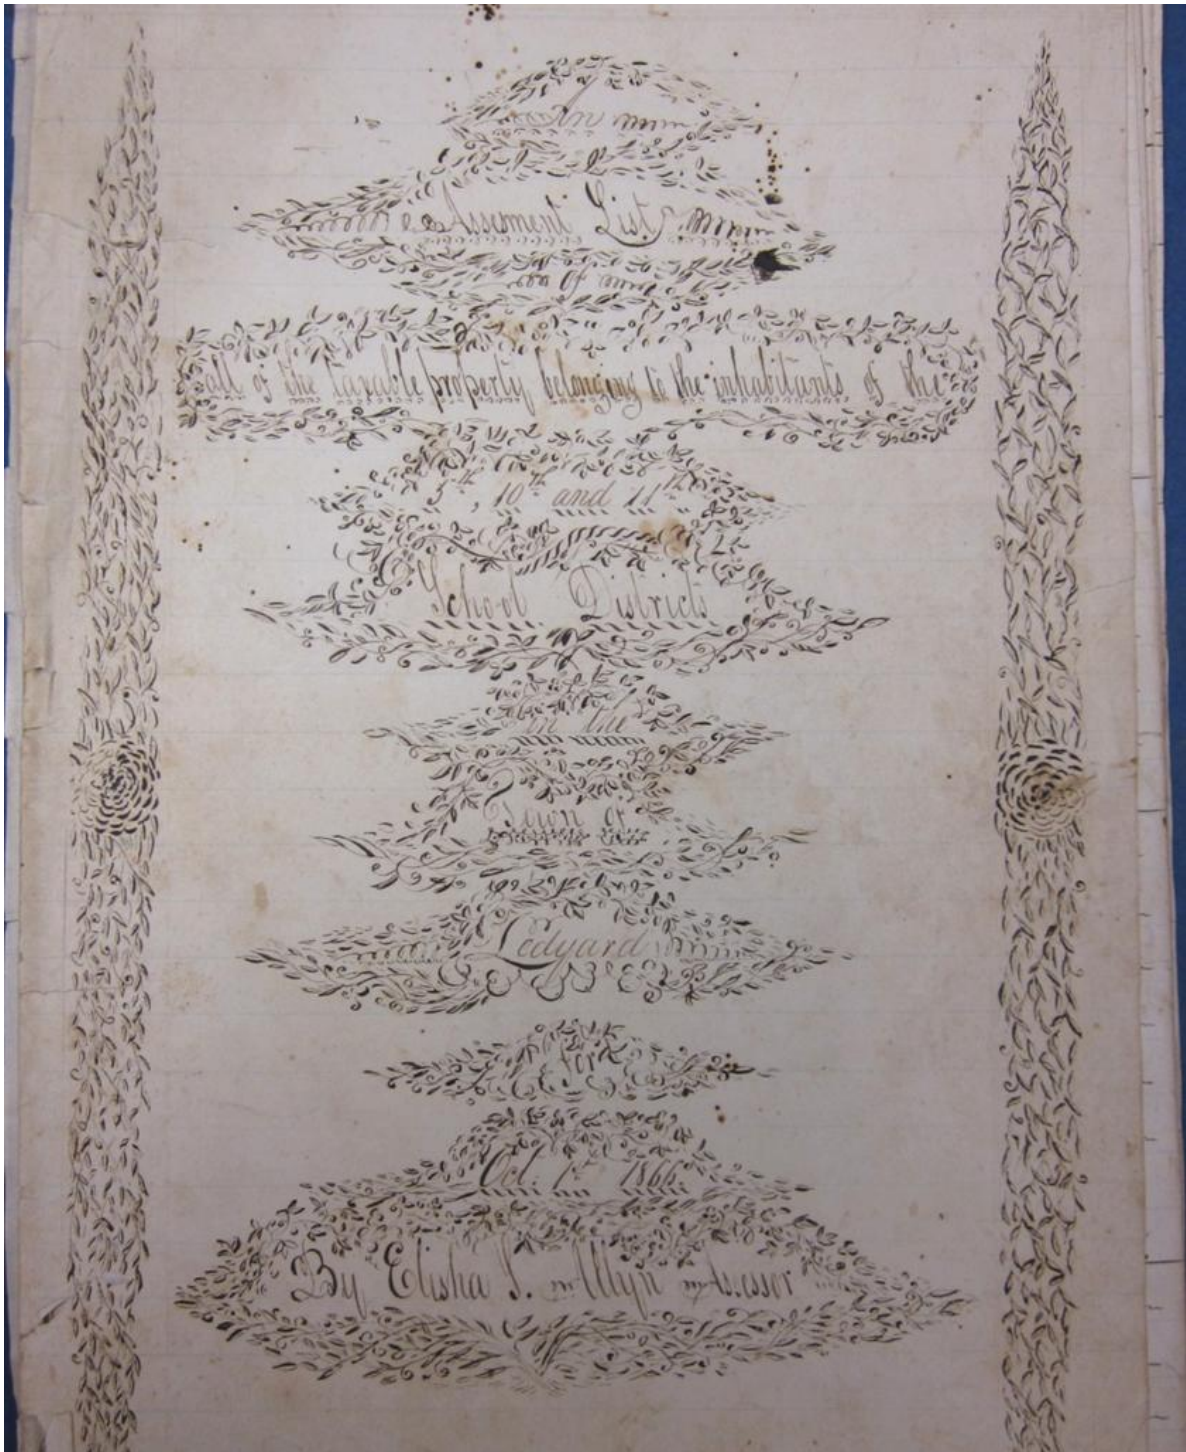 An
Assesment List
of
all of the taxable property belonging to the inhabitants of the
5th, 10th and 11th
School Districts
in the
Town of
Ledyard
for
Oct. 1st 1866.
By Elisha S. Allyn Assessor